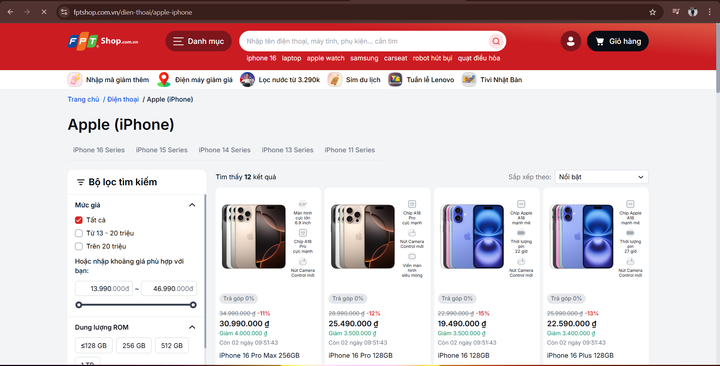 fptshop.com.vn/dien-thoai/apple-iphone
FPT Shop.com.vn
Danh mục
Nhập tên điện thoại, máy tính, phụ kiện... cần tìm
Giỏ hàng
iphone 16 laptop apple watch samsung carseat robot hút bụi quạt điều hòa
Nhập mã giảm thêm
Điện máy giảm giá
Lọc nước từ 3.290k
Sim du lịch
Tuần lễ Lenovo
Tivi Nhật Bản
Trang chủ / Điện thoại / Apple (iPhone)
Apple (iPhone)
iPhone 16 Series iPhone 15 Series iPhone 14 Series iPhone 13 Series iPhone 11 Series
Bộ lọc tìm kiếm
Mức giá
Tất cả
Từ 13 - 20 triệu
Trên 20 triệu
Hoặc nhập khoảng giá phù hợp với
bạn:
13.990.000đ ~ 46.990.000đ
Dung lượng ROM
≤128 GB 256 GB 512 GB
1 TB
Tìm thấy 12 kết quả
Sắp xếp theo: Nổi bật
Màn hình
cực lớn
6.9 inch
Chip A18
Pro
cực mạnh
Nút Camera
Control mới
Trả góp 0%
34.990.000 ₫ -11%
30.990.000 ₫
Giảm 4.000.000 ₫
Còn 02 ngày 09:51:43
iPhone 16 Pro Max 256GB
Chip A18
Pro
cực mạnh
Nút Camera
Control mới
Viền màn
hình
siêu mỏng
Trả góp 0%
28.990.000 ₫ -12%
25.490.000 ₫
Giảm 3.500.000 ₫
Còn 02 ngày 09:51:43
iPhone 16 Pro 128GB
Chip Apple
A18
mạnh mẽ
Thời lượng
pin
22 giờ
Nút Camera
Control mới
Trả góp 0%
22.990.000 ₫ -15%
19.490.000 ₫
Giảm 3.500.000 ₫
Còn 02 ngày 09:51:43
iPhone 16 128GB
Chip Apple
A18
mạnh mẽ
Thời lượng
pin
27 giờ
Nút Camera
Control mới
Trả góp 0%
25.990.000 ₫ -13%
22.590.000 ₫
Giảm 3.400.000 ₫
Còn 02 ngày 09:51:43
iPhone 16 Plus 128GB